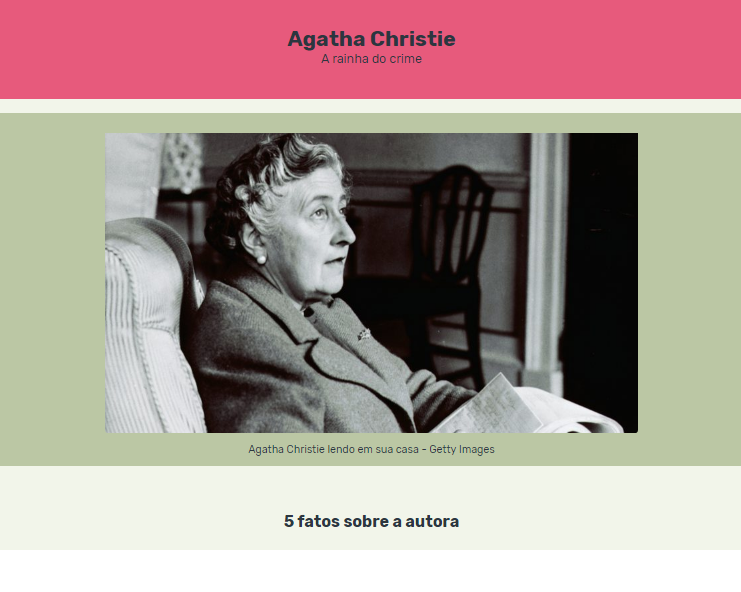 Agatha Christie
A rainha do crime
Agatha Christie lendo em sua casa - Getty Images
5 fatos sobre a autora